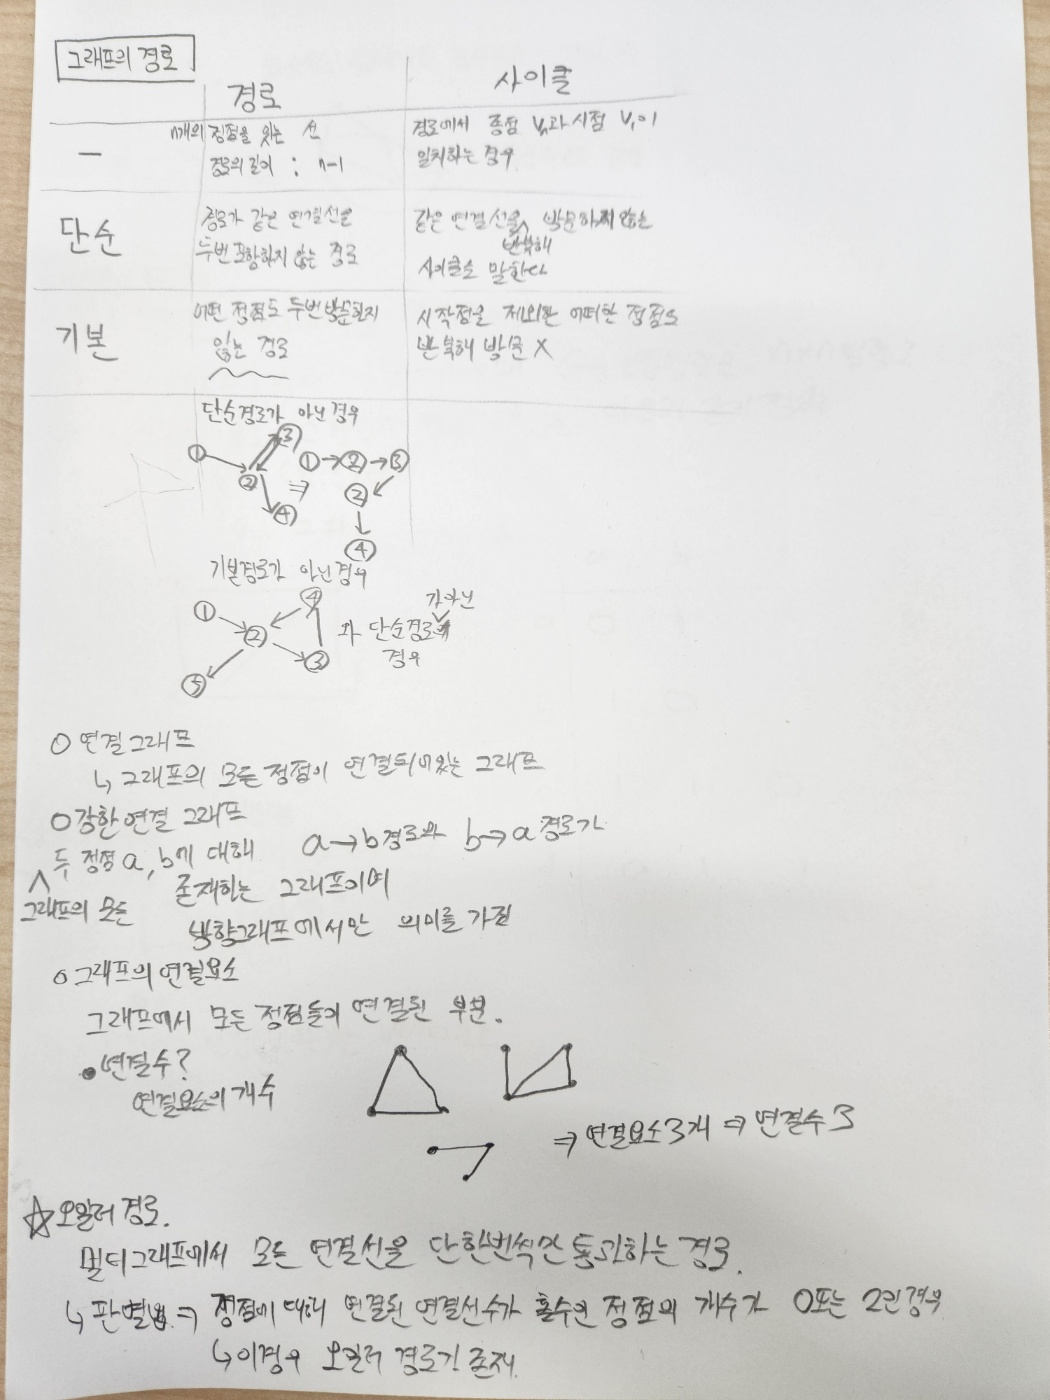 그래프의 경로
경로
사이클
—
n개의 정점을 잇는 선
경로의 길이 : n-1
경로에서 종점 Vn과 시점 V1이
일치하는 경우
단순
경로가 같은 연결선을
두번 포함하지 않는 경로
같은 연결선을 반복해 방문하지 않는
사이클을 말한다
기본
어떤 정점도 두번 방문하지
않는 경로
시작점을 제외한 어떠한 정점도
반복해 방문 X
단순경로가 아닌 경우
① ② ③ ④ ⇒ ① → ② → ③
② ④
기본경로가 아닌 경우
① ② ③ ④ ⑤
와 단순경로가 아닌
경우
○ 연결그래프
↳ 그래프의 모든 정점이 연결되어있는 그래프
○ 강한 연결 그래프
그래프의 모든 두 정점 a, b에 대해 a→b 경로와 b→a 경로가
존재하는 그래프이며
방향그래프에서만 의미를 가짐
○ 그래프의 연결요소
그래프에서 모든 정점들이 연결된 부분.
● 연결수?
연결요소의 개수
⇒ 연결요소 3개 ⇒ 연결수 3
☆ 오일러 경로.
멀티그래프에서 모든 연결선을 단 한번씩만 통과하는 경로.
↳ 판별법 ⇒ 정점에 대해 연결된 연결선수가 홀수인 정점의 개수가 0또는 2인 경우
↳ 이경우 오일러 경로가 존재.